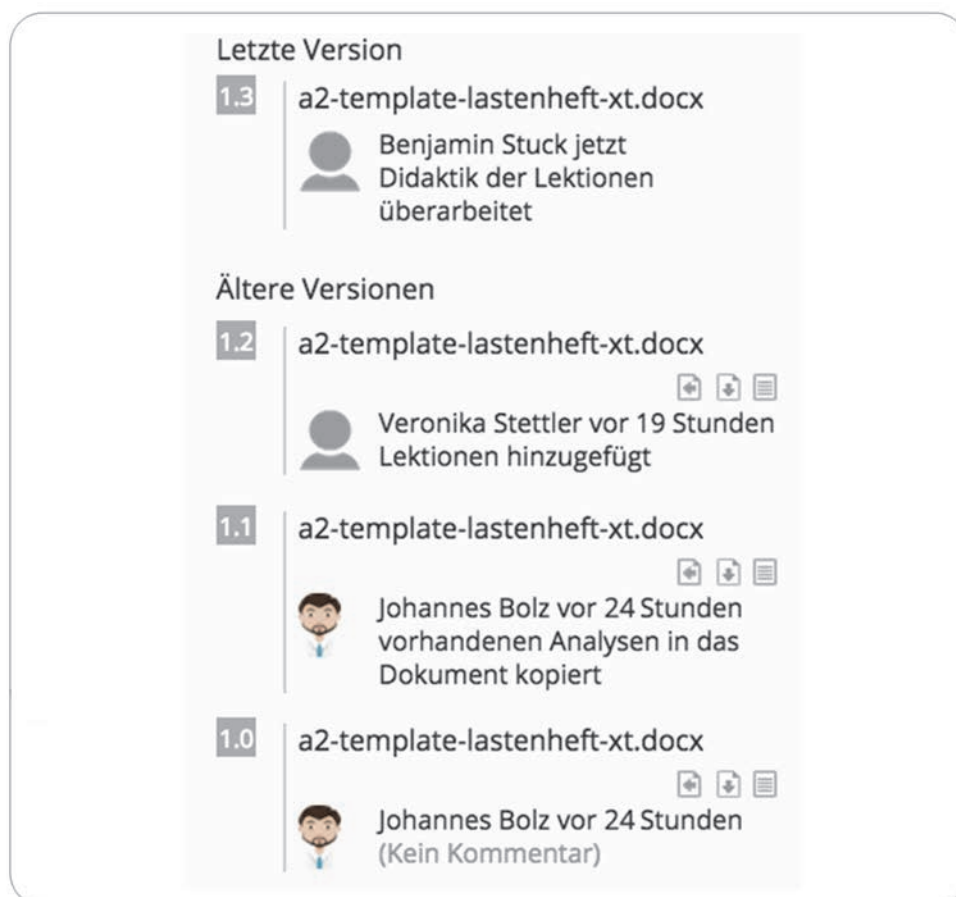 Letzte Version
1.3
a2-template-lastenheft-xt.docx
Benjamin Stuck jetzt
Didaktik der Lektionen
überarbeitet
Ältere Versionen
1.2
a2-template-lastenheft-xt.docx
Veronika Stettler vor 19 Stunden
Lektionen hinzugefügt
1.1
a2-template-lastenheft-xt.docx
Johannes Bolz vor 24 Stunden
vorhandenen Analysen in das
Dokument kopiert
1.0
a2-template-lastenheft-xt.docx
Johannes Bolz vor 24 Stunden
(Kein Kommentar)